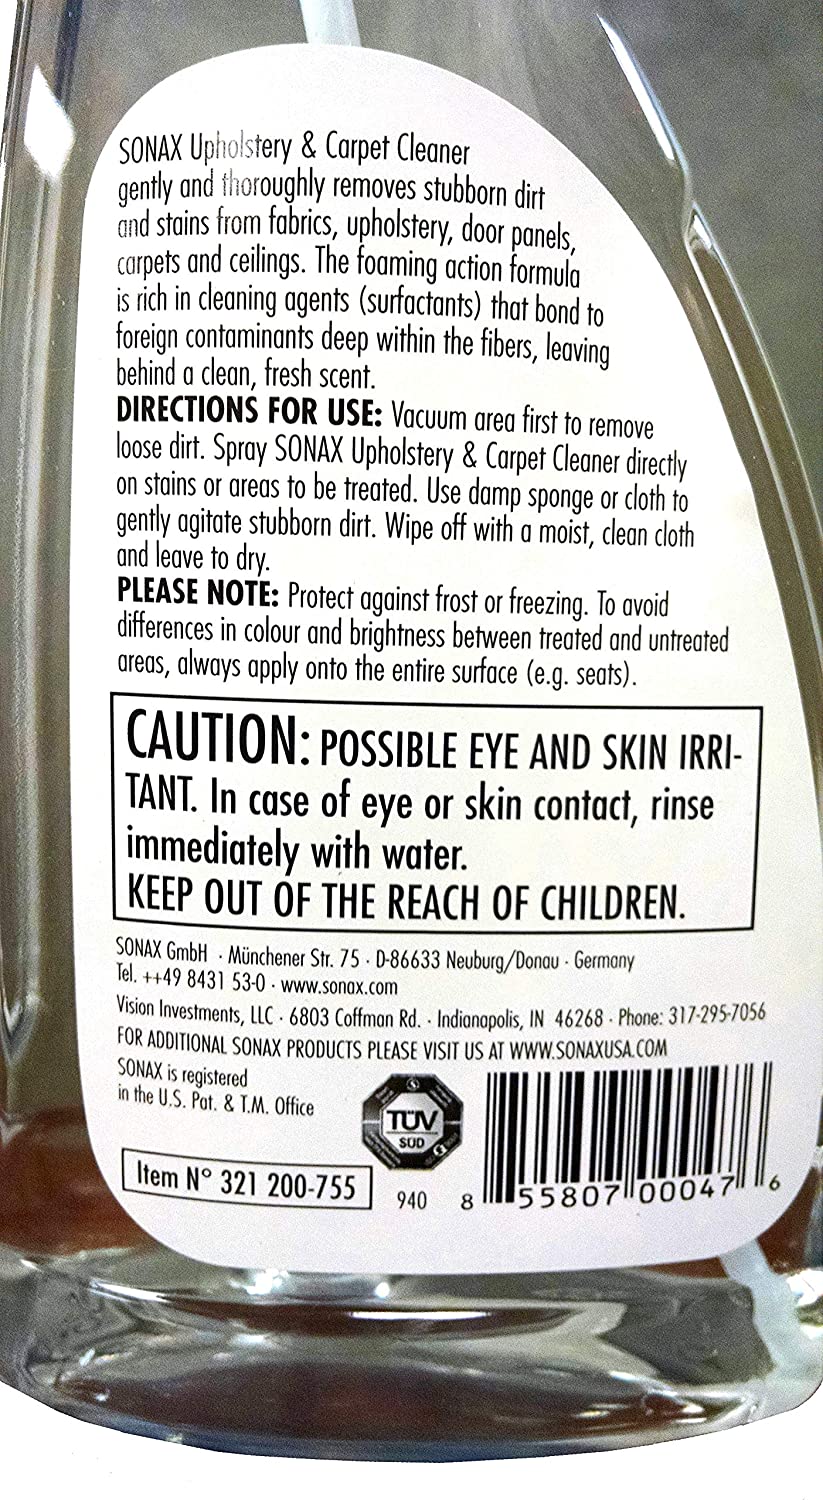 SONAX Upholstery & Carpet Cleaner
gently and thoroughly removes stubborn dirt
and stains from fabrics, upholstery, door panels,
carpets and ceilings. The foaming action formula
is rich in cleaning agents (surfactants) that bond to
foreign contaminants deep within the fibers, leaving
behind a clean, fresh scent.
DIRECTIONS FOR USE: Vacuum area first to remove
loose dirt. Spray SONAX Upholstery & Carpet Cleaner directly
on stains or areas to be treated. Use damp sponge or cloth to
gently agitate stubborn dirt. Wipe off with a moist, clean cloth
and leave to dry.
PLEASE NOTE: Protect against frost or freezing. To avoid
differences in colour and brightness between treated and untreated
areas, always apply onto the entire surface (e.g. seats).
CAUTION: POSSIBLE EYE AND SKIN IRRI-
TANT. In case of eye or skin contact, rinse
immediately with water.
KEEP OUT OF THE REACH OF CHILDREN.
SONAX GmbH · Münchener Str. 75 · D-86633 Neuburg/Donau · Germany
Tel. ++49 8431 53-0 · www.sonax.com
Vision Investments, LLC · 6803 Coffman Rd. · Indianapolis, IN 46268 · Phone: 317-295-7056
FOR ADDITIONAL SONAX PRODUCTS PLEASE VISIT US AT WWW.SONAXUSA.COM
SONAX is registered
in the U.S. Pat. & T.M. Office
TÜV
SÜD
Item N° 321 200-755
940
8 55807 00047 6